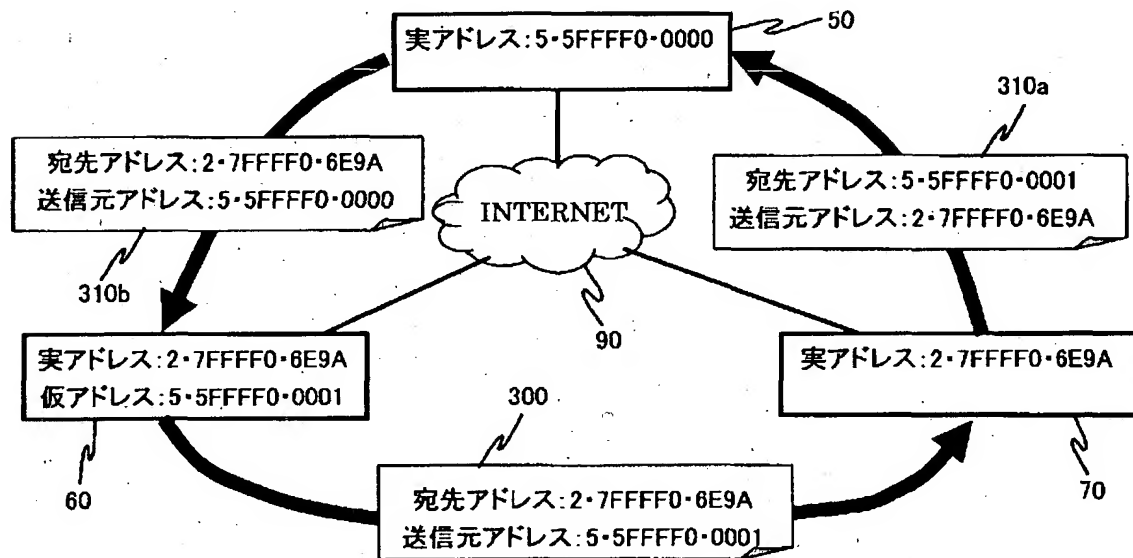 50
実アドレス:5・5FFFF0・0000
310a
宛先アドレス:2・7FFFF0・6E9A
送信元アドレス:5・5FFFF0・0000
宛先アドレス:5・5FFFF0・0001
送信元アドレス:2・7FFFF0・6E9A
INTERNET
310b
90
実アドレス:2・7FFFF0・6E9A
仮アドレス:5・5FFFF0・0001
実アドレス:2・7FFFF0・6E9A
300
60
70
宛先アドレス:2・7FFFF0・6E9A
送信元アドレス:5・5FFFF0・0001